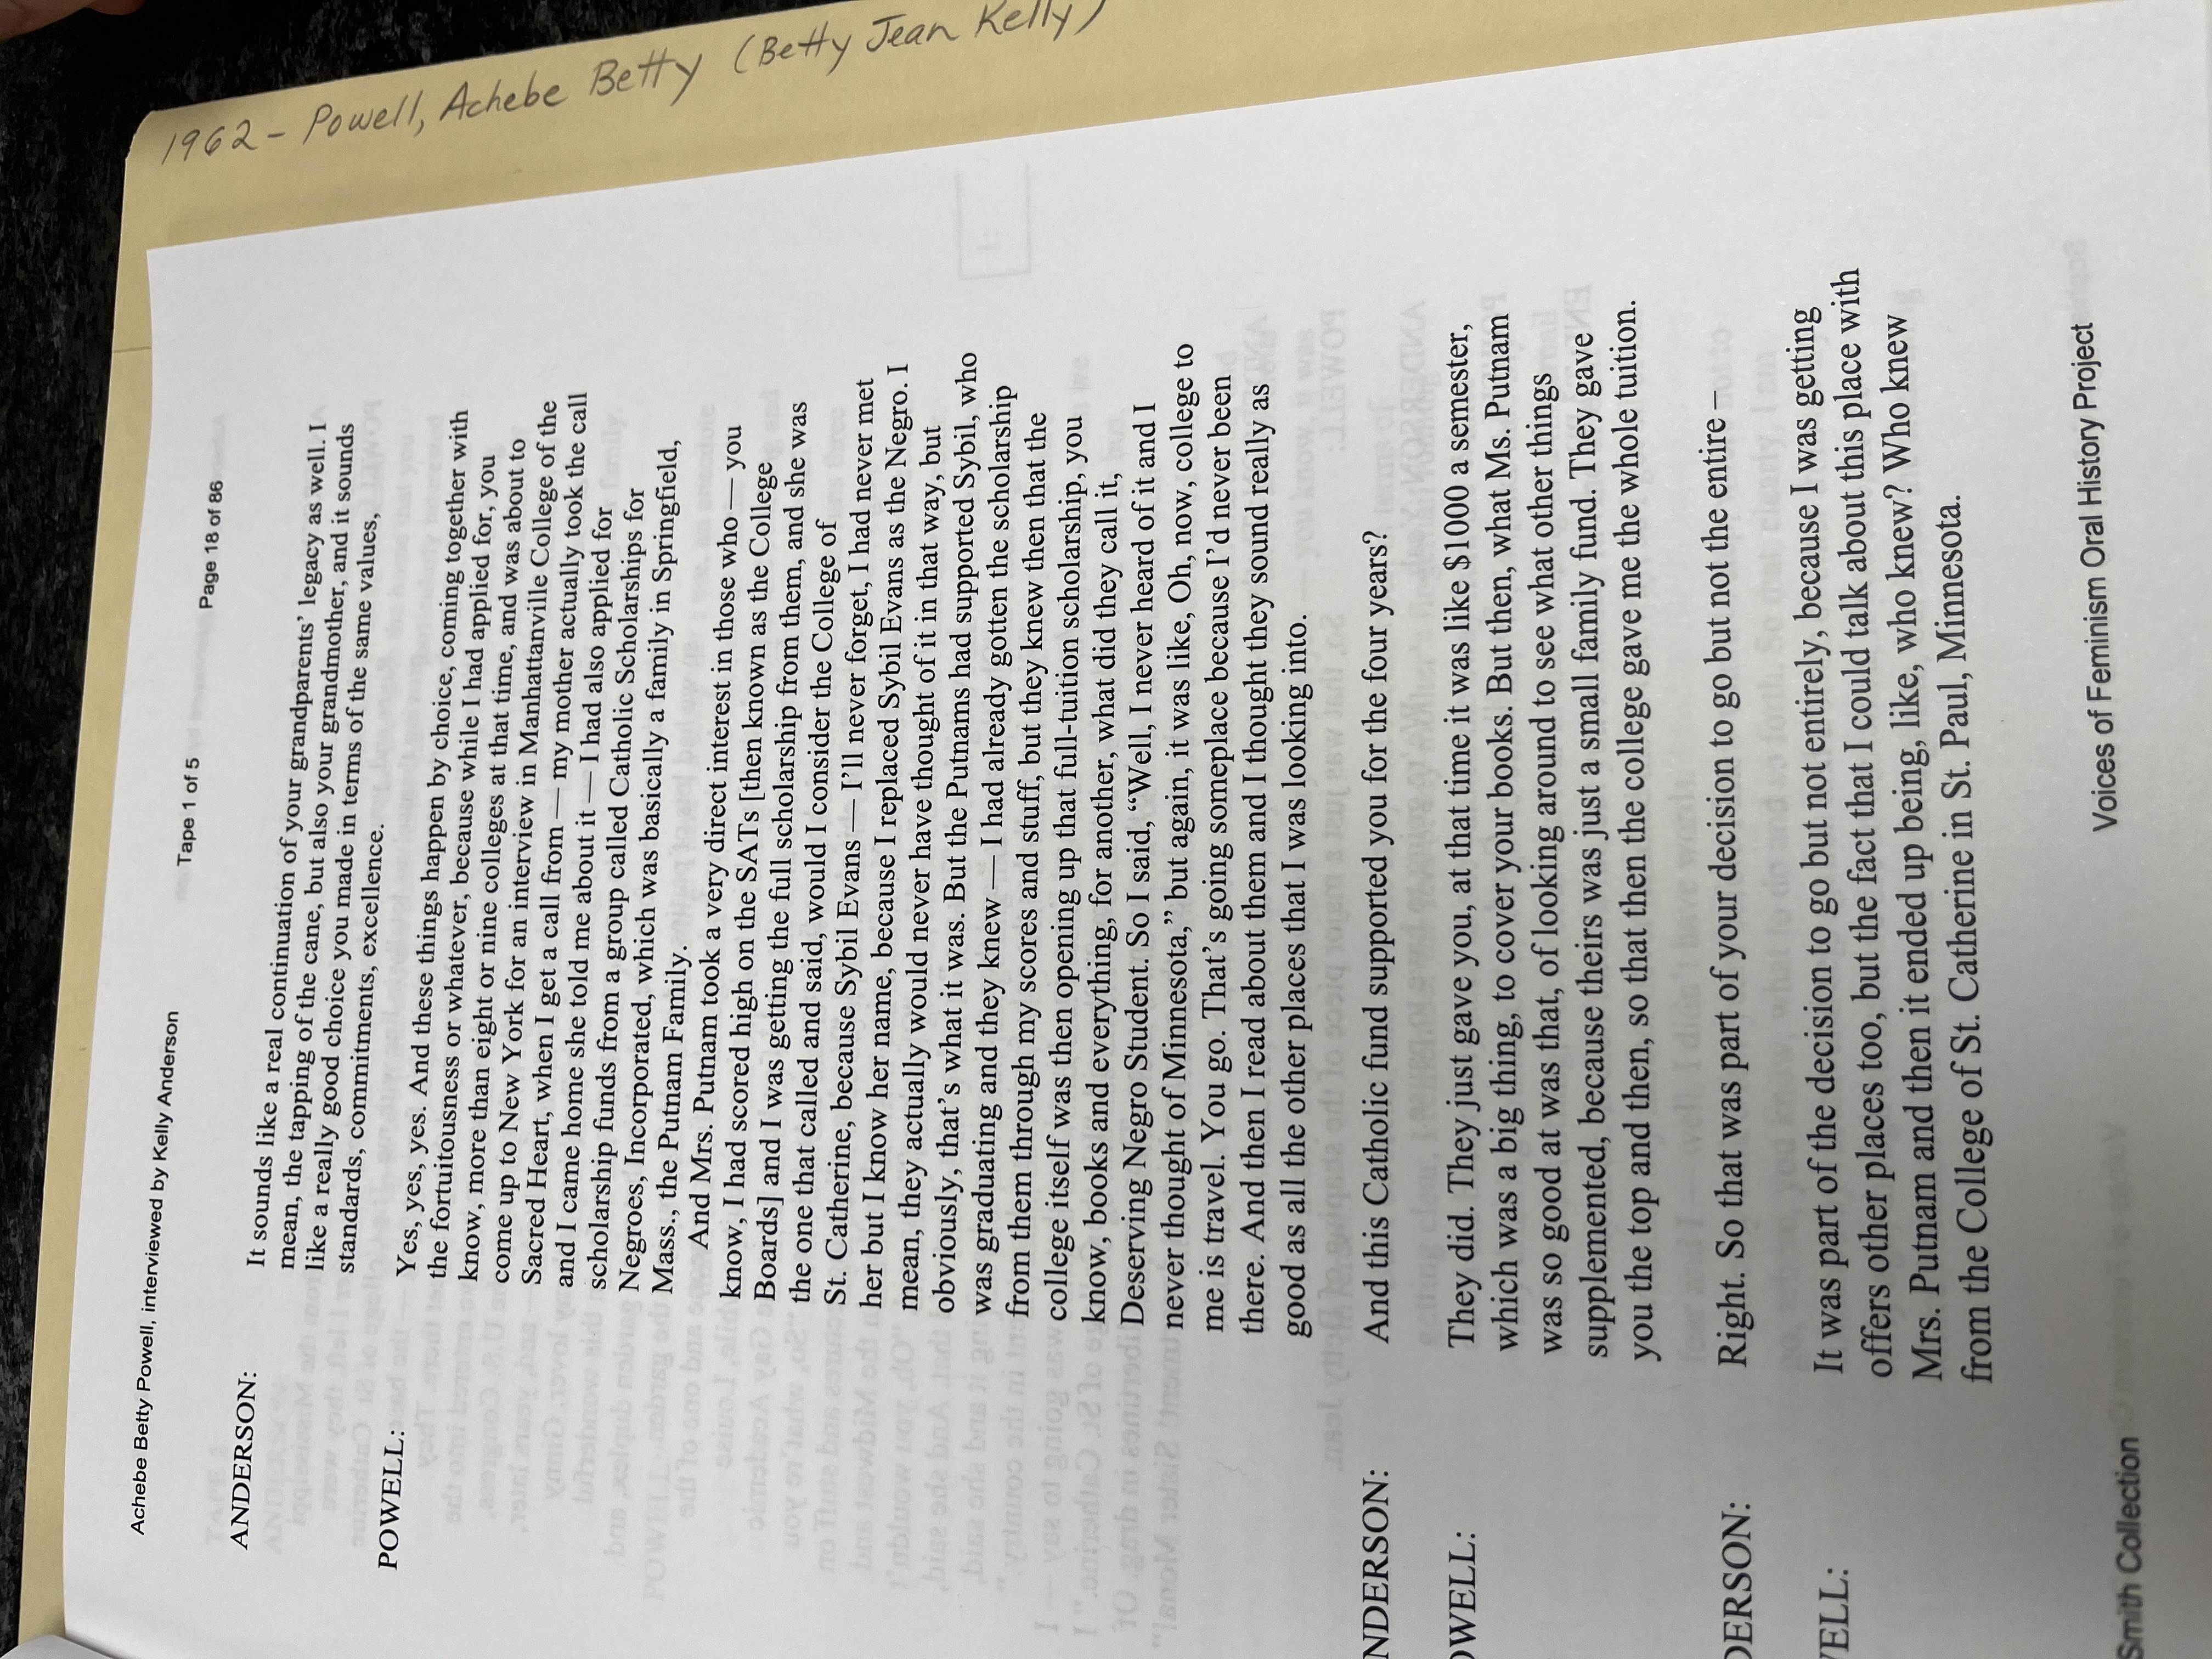 Achebe Betty Powell, interviewed by Kelly Anderson
Tape 1 of 5
Page 18 of 86
ANDERSON:
It sounds like a real continuation of your grandparents’ legacy as well. I
mean, the tapping of the cane, but also your grandmother, and it sounds
like a really good choice you made in terms of the same values,
standards, commitments, excellence.
POWELL:
Yes, yes, yes. And these things happen by choice, coming together with
the fortuitousness or whatever, because while I had applied for, you
know, more than eight or nine colleges at that time, and was about to
come up to New York for an interview in Manhattanville College of the
Sacred Heart, when I get a call from — my mother actually took the call
and I came home she told me about it — I had also applied for
scholarship funds from a group called Catholic Scholarships for
Negroes, Incorporated, which was basically a family in Springfield,
Mass., the Putnam Family.
And Mrs. Putnam took a very direct interest in those who — you
know, I had scored high on the SATs [then known as the College
Boards] and I was getting the full scholarship from them, and she was
the one that called and said, would I consider the College of
St. Catherine, because Sybil Evans — I’ll never forget, I had never met
her but I know her name, because I replaced Sybil Evans as the Negro. I
mean, they actually would never have thought of it in that way, but
obviously, that’s what it was. But the Putnams had supported Sybil, who
was graduating and they knew — I had already gotten the scholarship
from them through my scores and stuff, but they knew then that the
college itself was then opening up that full-tuition scholarship, you
know, books and everything, for another, what did they call it,
Deserving Negro Student. So I said, “Well, I never heard of it and I
never thought of Minnesota,” but again, it was like, Oh, now, college to
me is travel. You go. That’s going someplace because I’d never been
there. And then I read about them and I thought they sound really as
good as all the other places that I was looking into.
NDERSON:
And this Catholic fund supported you for the four years?
OWELL:
They did. They just gave you, at that time it was like $1000 a semester,
which was a big thing, to cover your books. But then, what Ms. Putnam
was so good at was that, of looking around to see what other things
supplemented, because theirs was just a small family fund. They gave
you the top and then, so that then the college gave me the whole tuition.
DERSON:
Right. So that was part of your decision to go but not the entire –
WELL:
It was part of the decision to go but not entirely, because I was getting
offers other places too, but the fact that I could talk about this place with
Mrs. Putnam and then it ended up being, like, who knew? Who knew
from the College of St. Catherine in St. Paul, Minnesota.
Smith Collection
Voices of Feminism Oral History Project
1962 - Powell, Achebe Betty (Betty Jean Kelly)